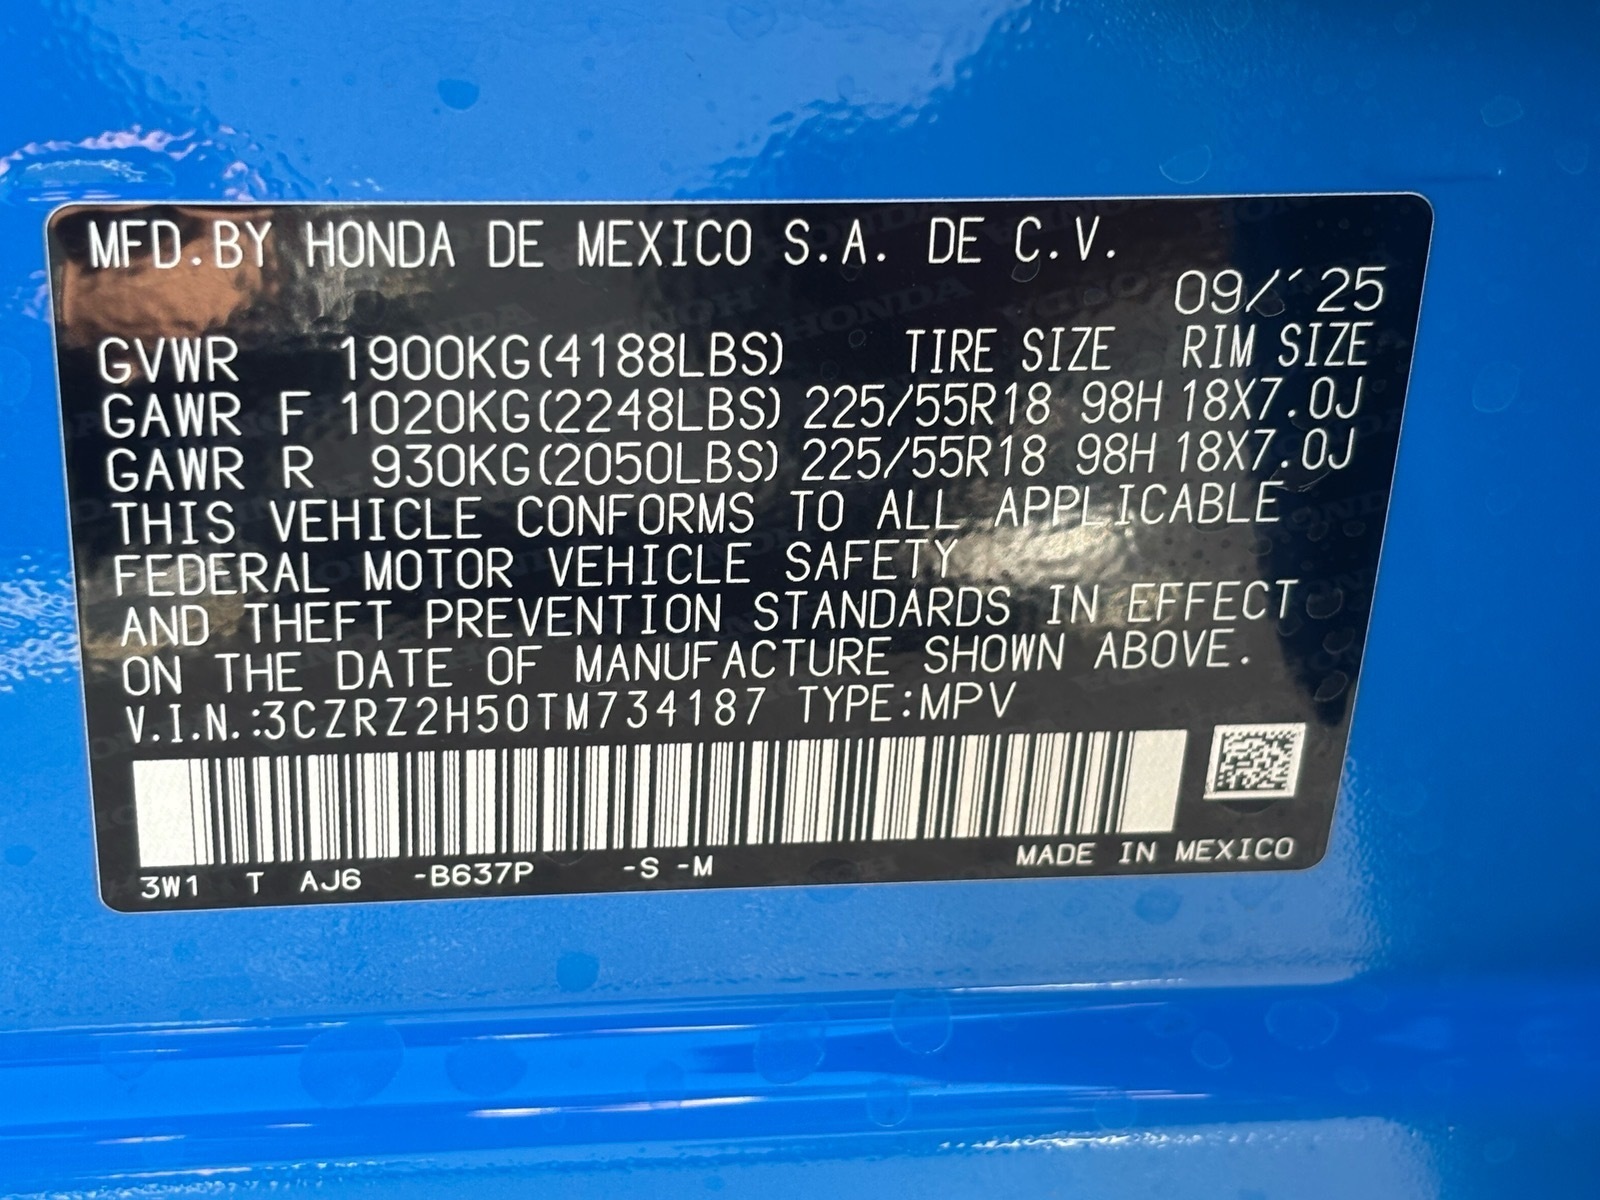 MFD.BY HONDA DE MEXICO S.A. DE C.V.
09/´25
GVWR 1900KG(4188LBS) TIRE SIZE RIM SIZE
GAWR F 1020KG(2248LBS) 225/55R18 98H 18X7.0J
GAWR R 930KG(2050LBS) 225/55R18 98H 18X7.0J
THIS VEHICLE CONFORMS TO ALL APPLICABLE
FEDERAL MOTOR VEHICLE SAFETY
AND THEFT PREVENTION STANDARDS IN EFFECT
ON THE DATE OF MANUFACTURE SHOWN ABOVE.
V.I.N.:3CZRZ2H50TM734187 TYPE:MPV
3W1 T AJ6 -B637P -S -M MADE IN MEXICO